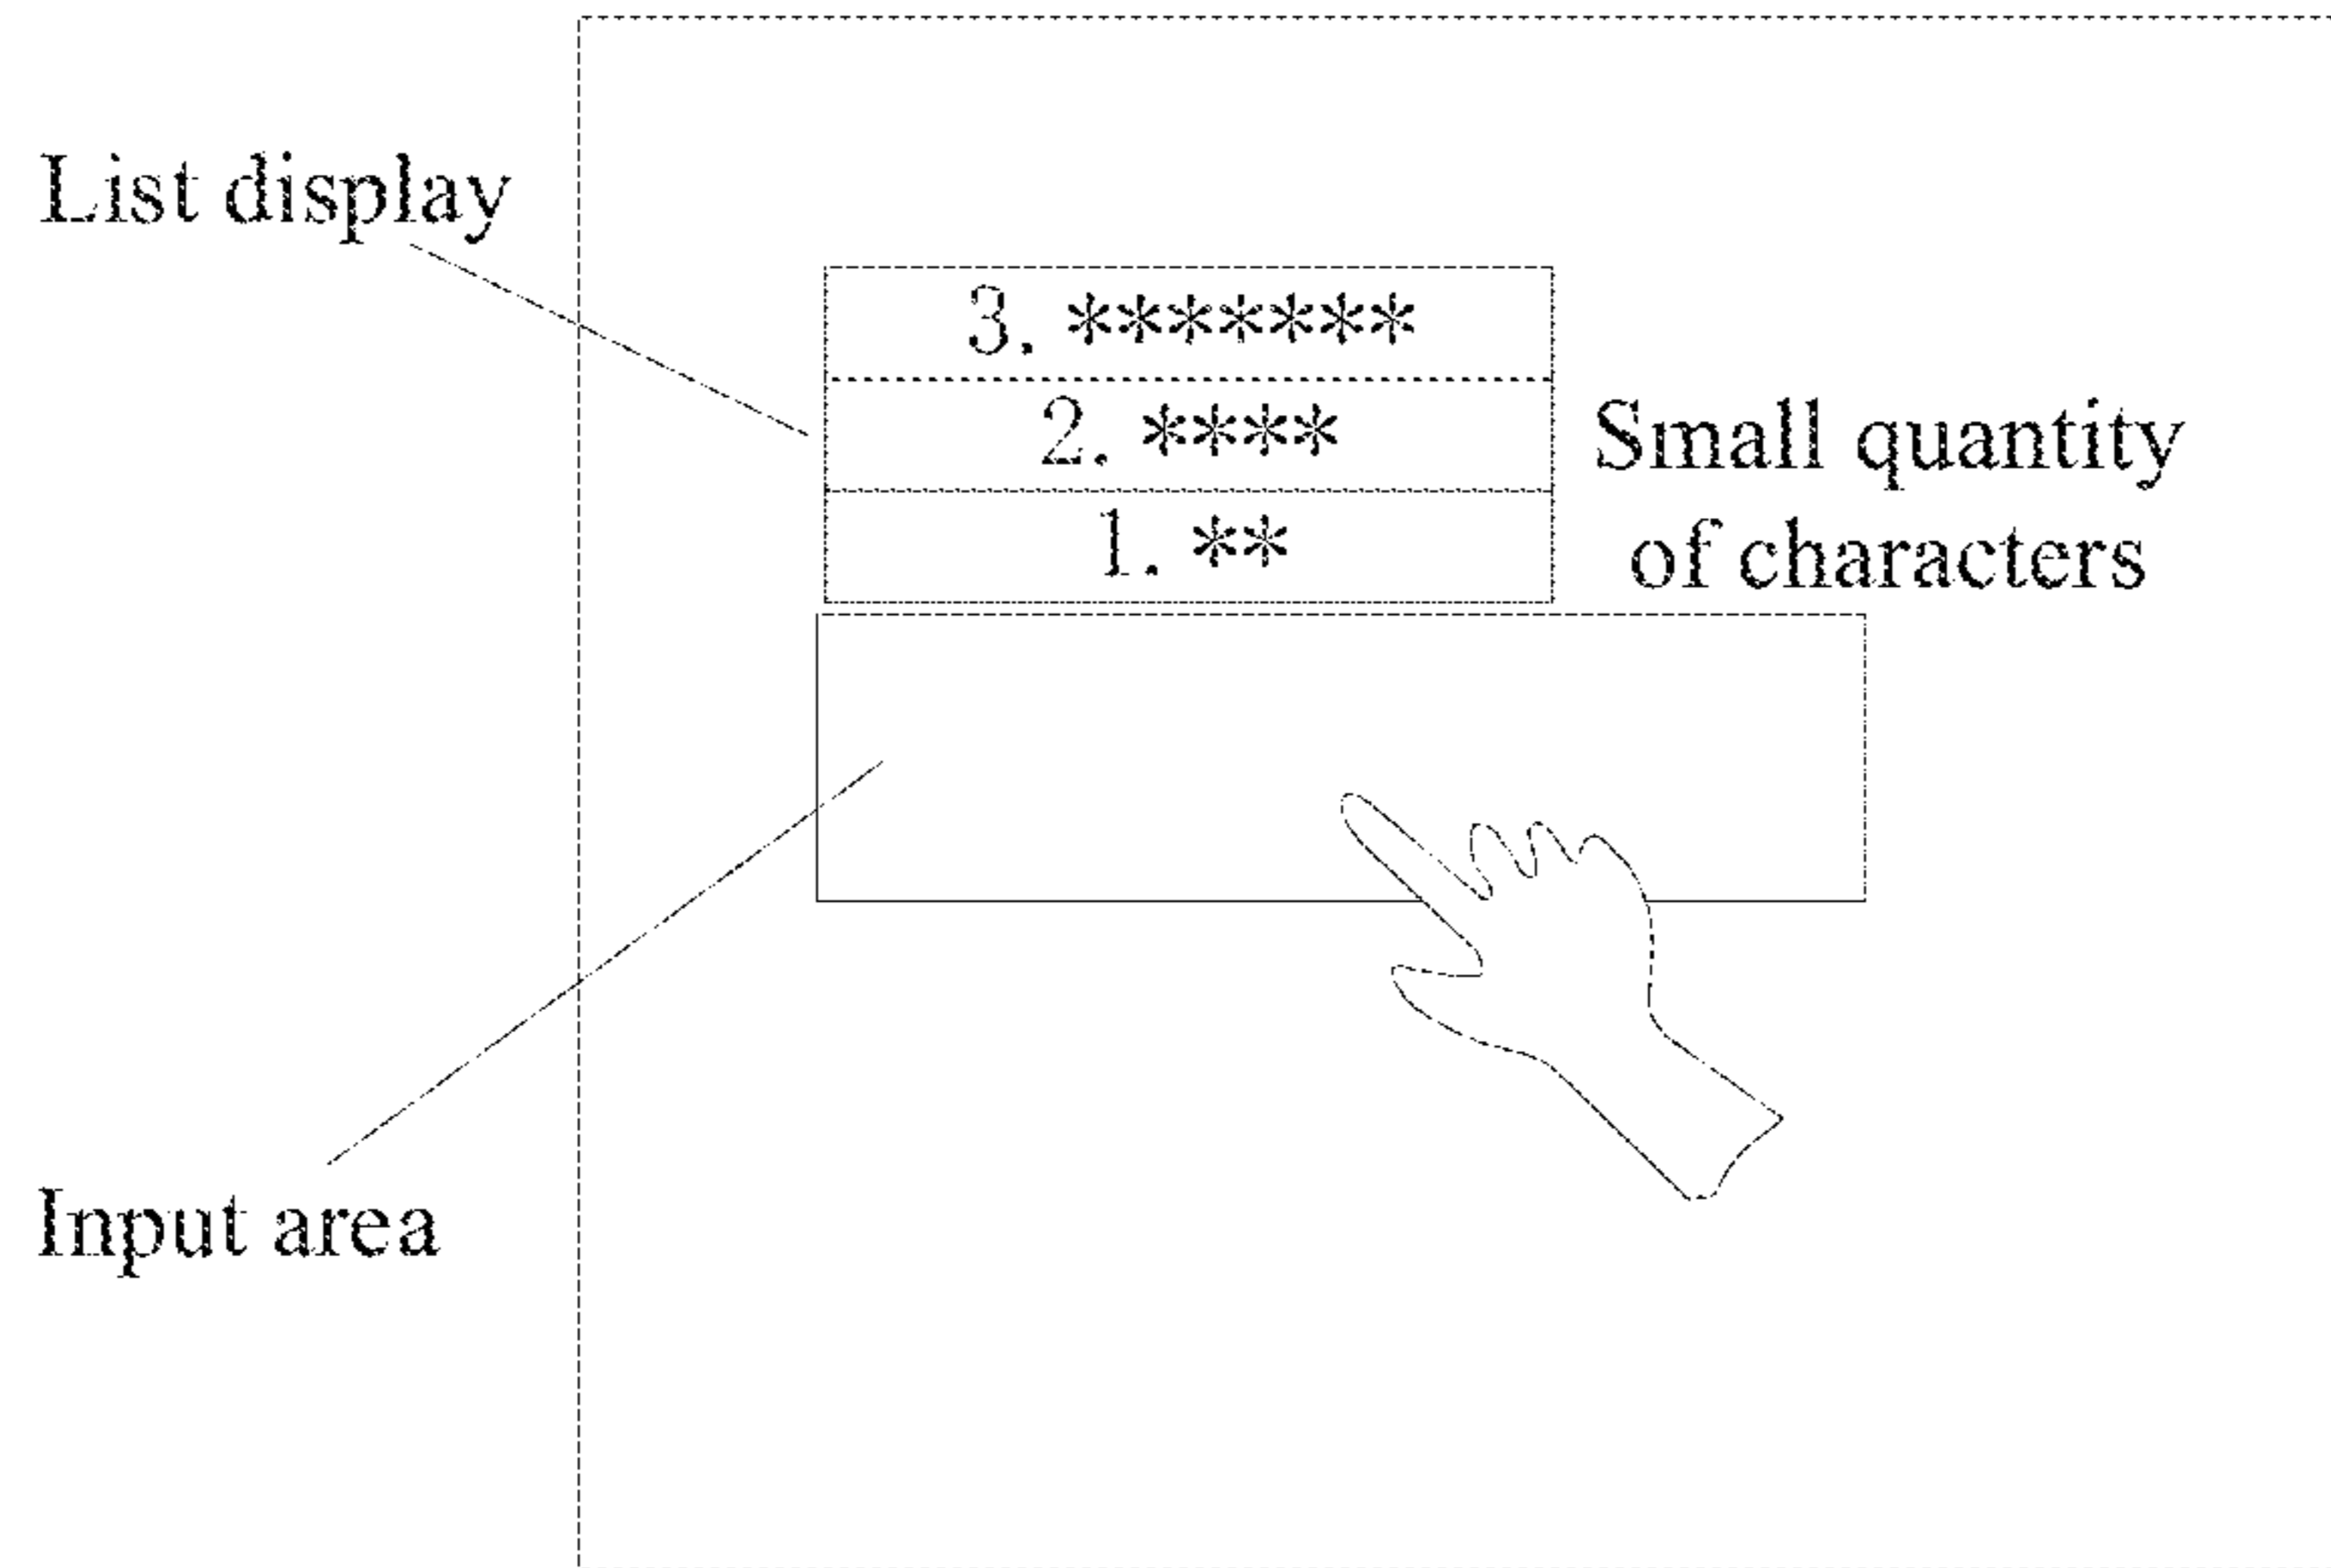 List display
3. *******
2. ****
1. **
Small quantity
of characters
Input area